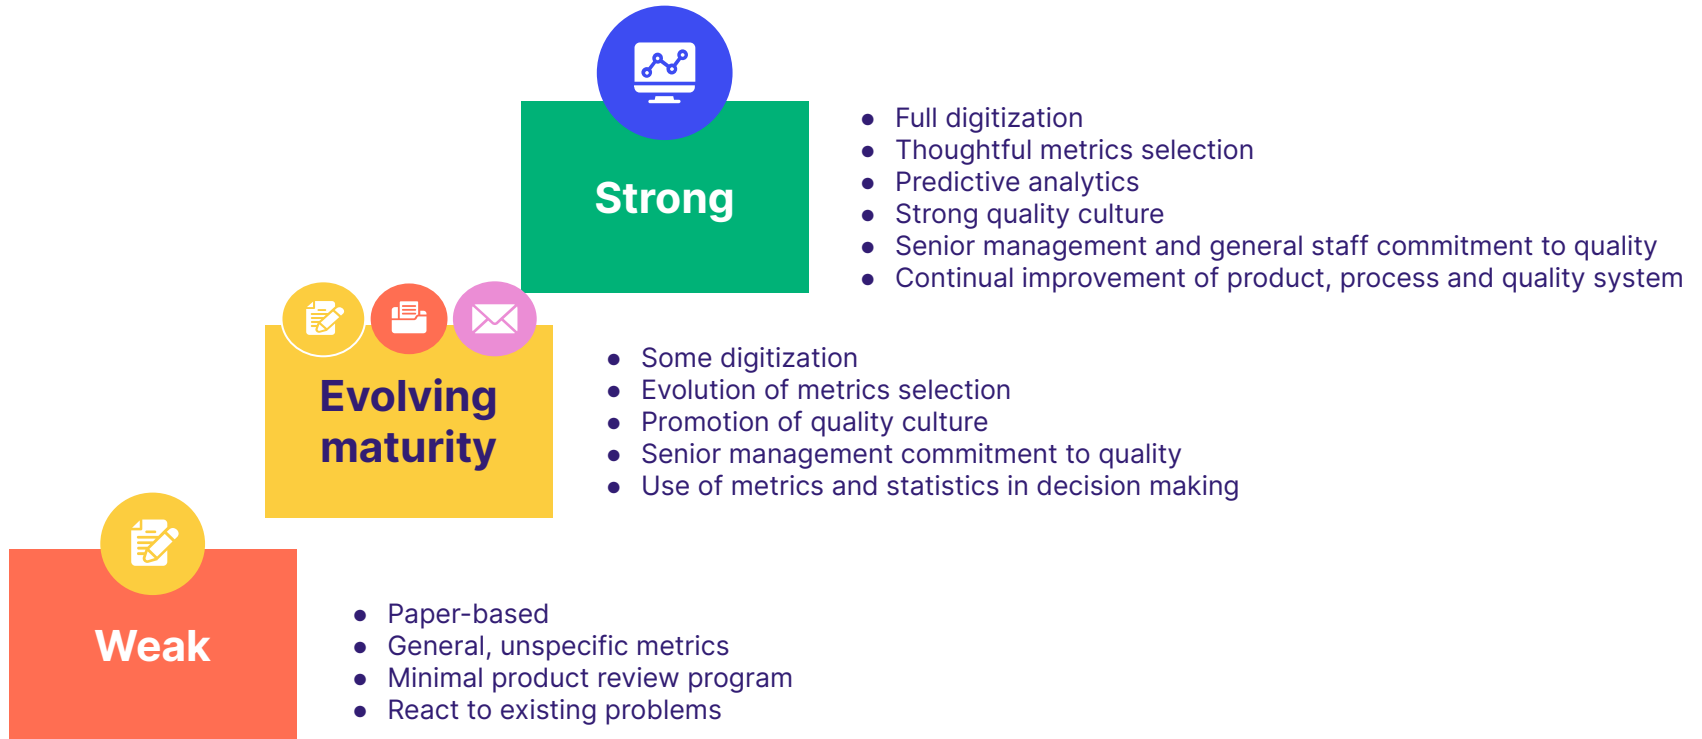 Strong
● Full digitization
● Thoughtful metrics selection
● Predictive analytics
● Strong quality culture
● Senior management and general staff commitment to quality
● Continual improvement of product, process and quality system
Evolving
maturity
● Some digitization
● Evolution of metrics selection
● Promotion of quality culture
● Senior management commitment to quality
● Use of metrics and statistics in decision making
Weak
● Paper-based
● General, unspecific metrics
● Minimal product review program
● React to existing problems